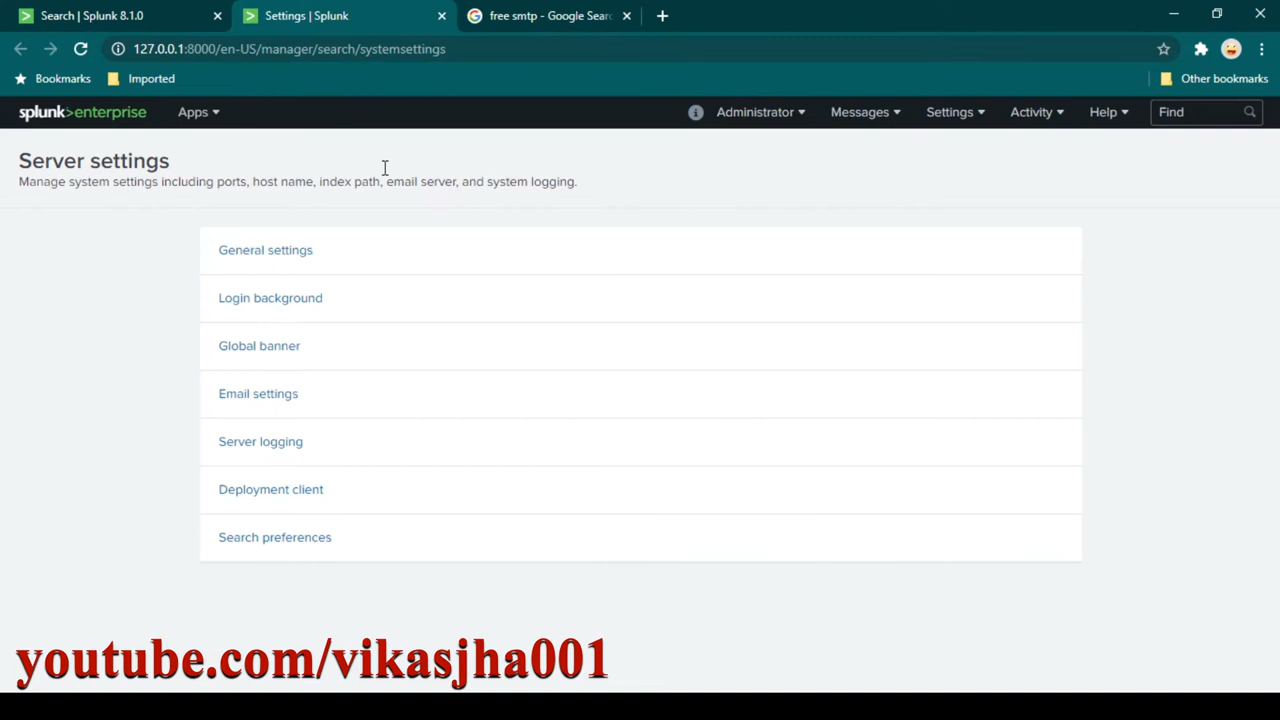 Search | Splunk 8.1.0
Settings | Splunk
free smtp - Google Sear
127.0.0.1:8000/en-US/manager/search/systemsettings
Bookmarks
Imported
Other bookmarks
splunk>enterprise
Apps
Administrator
Messages
Settings
Activity
Help
Find
Server settings
Manage system settings including ports, host name, index path, email server, and system logging.
General settings
Login background
Global banner
Email settings
Server logging
Deployment client
Search preferences
youtube.com/vikasjha001